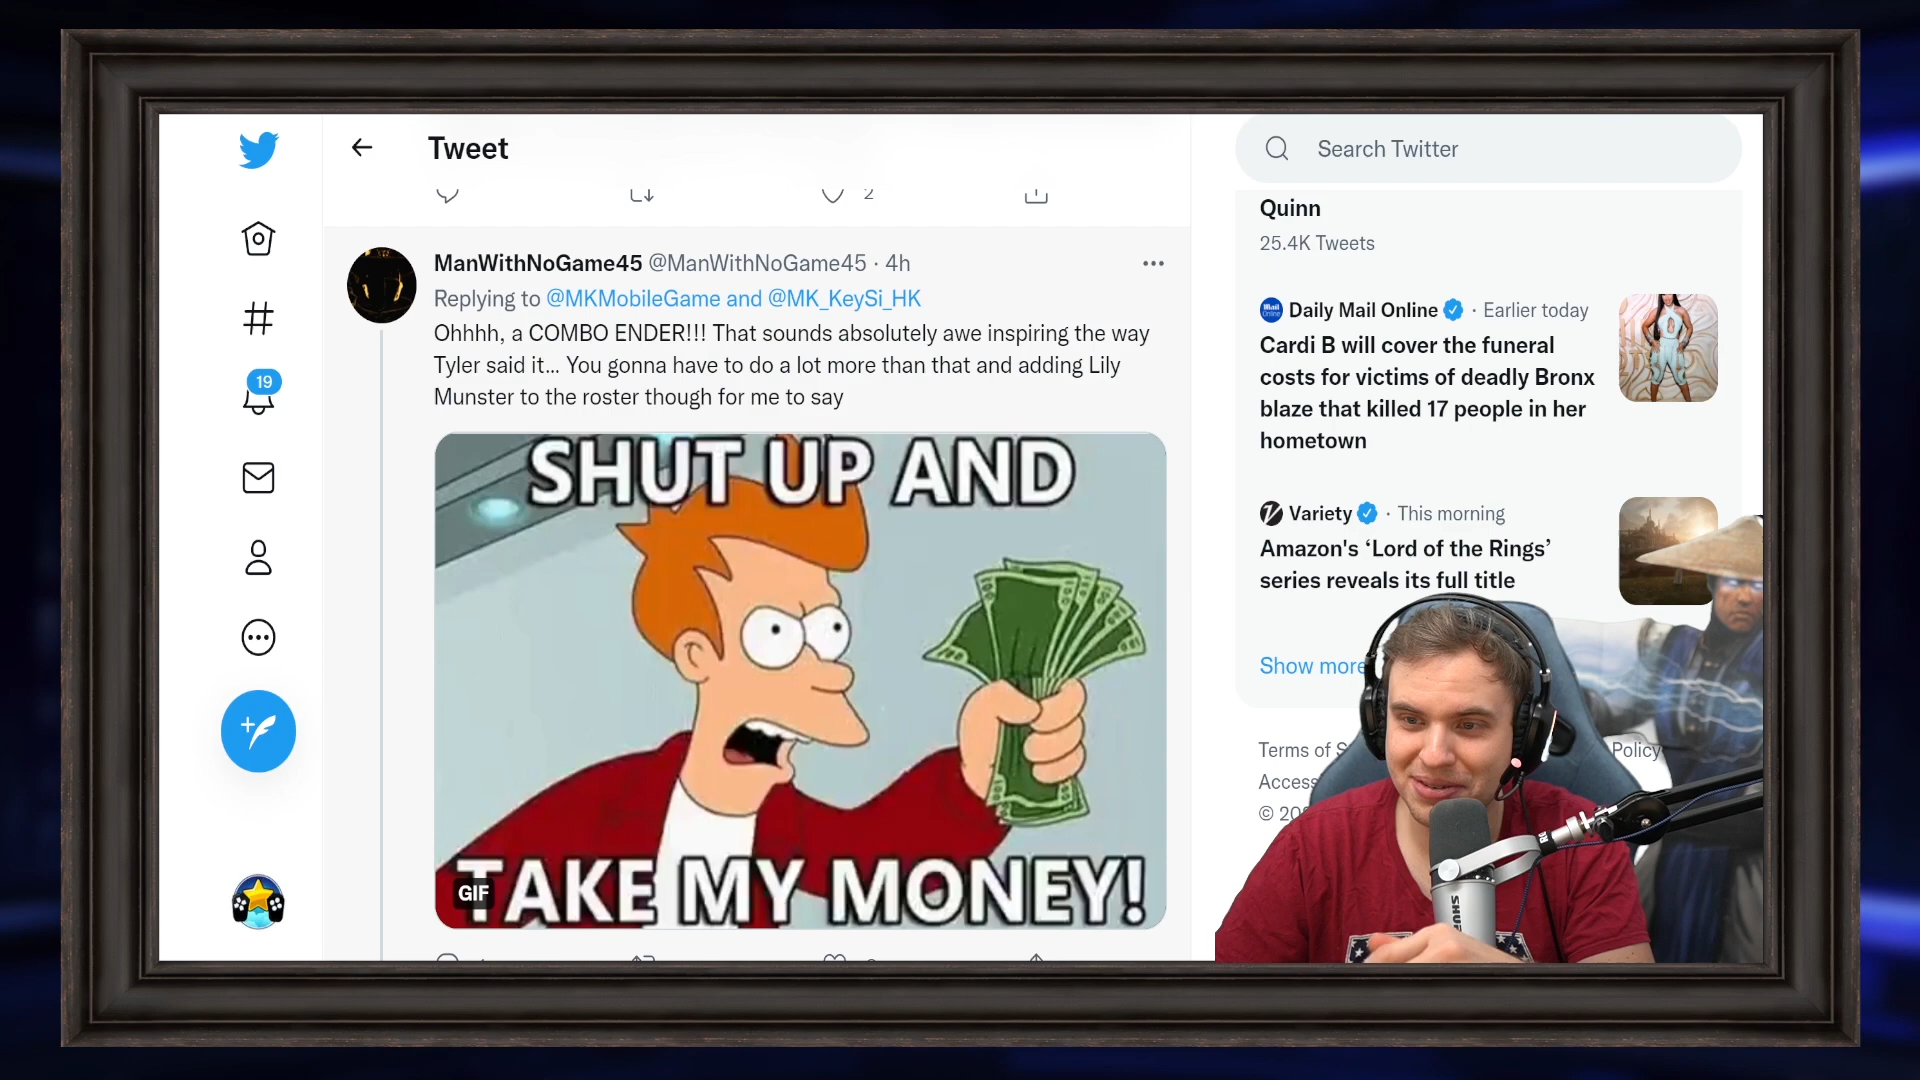 Tweet
2
ManWithNoGame45 @ManWithNoGame45 · 4h
Replying to @MKMobileGame and @MK_KeySi_HK
Ohhhh, a COMBO ENDER!!! That sounds absolutely awe inspiring the way
Tyler said it... You gonna have to do a lot more than that and adding Lily
Munster to the roster though for me to say
SHUT UP AND
TAKE MY MONEY!
GIF
19
Search Twitter
Quinn
25.4K Tweets
Daily Mail Online · Earlier today
Cardi B will cover the funeral
costs for victims of deadly Bronx
blaze that killed 17 people in her
hometown
Variety · This morning
Amazon's ‘Lord of the Rings’
series reveals its full title
Show more
Terms of
Policy
©